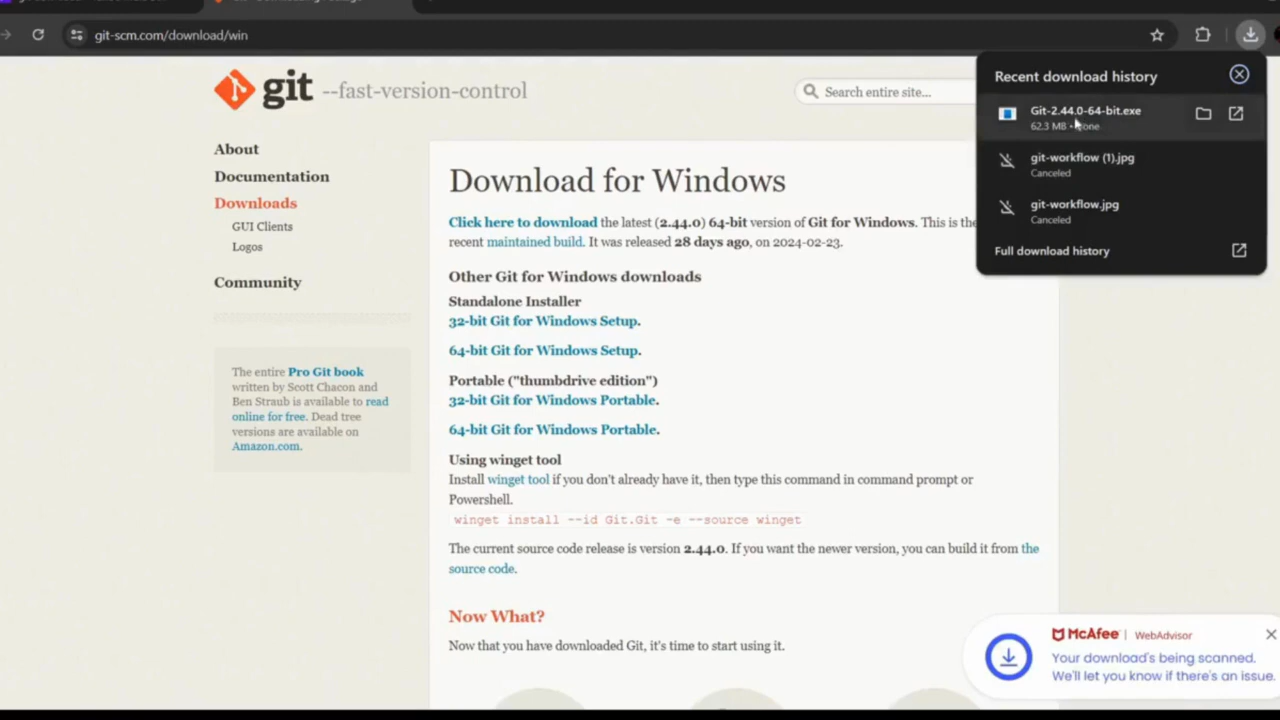 git-scm.com/download/win
git --fast-version-control
Search entire site...
About
Documentation
Downloads
GUI Clients
Logos
Community
The entire Pro Git book
written by Scott Chacon and
Ben Straub is available to read
online for free. Dead tree
versions are available on
Amazon.com.
Download for Windows
Click here to download the latest (2.44.0) 64-bit version of Git for Windows. This is the
recent maintained build. It was released 28 days ago, on 2024-02-23.
Other Git for Windows downloads
Standalone Installer
32-bit Git for Windows Setup.
64-bit Git for Windows Setup.
Portable ("thumbdrive edition")
32-bit Git for Windows Portable.
64-bit Git for Windows Portable.
Using winget tool
Install winget tool if you don't already have it, then type this command in command prompt or
Powershell.
winget install --id Git.Git -e --source winget
The current source code release is version 2.44.0. If you want the newer version, you can build it from the
source code.
Now What?
Now that you have downloaded Git, it's time to start using it.
Recent download history
Git-2.44.0-64-bit.exe
62.3 MB •
git-workflow (1).jpg
Canceled
git-workflow.jpg
Canceled
Full download history
McAfee | WebAdvisor
Your download's being scanned.
We'll let you know if there's an issue.